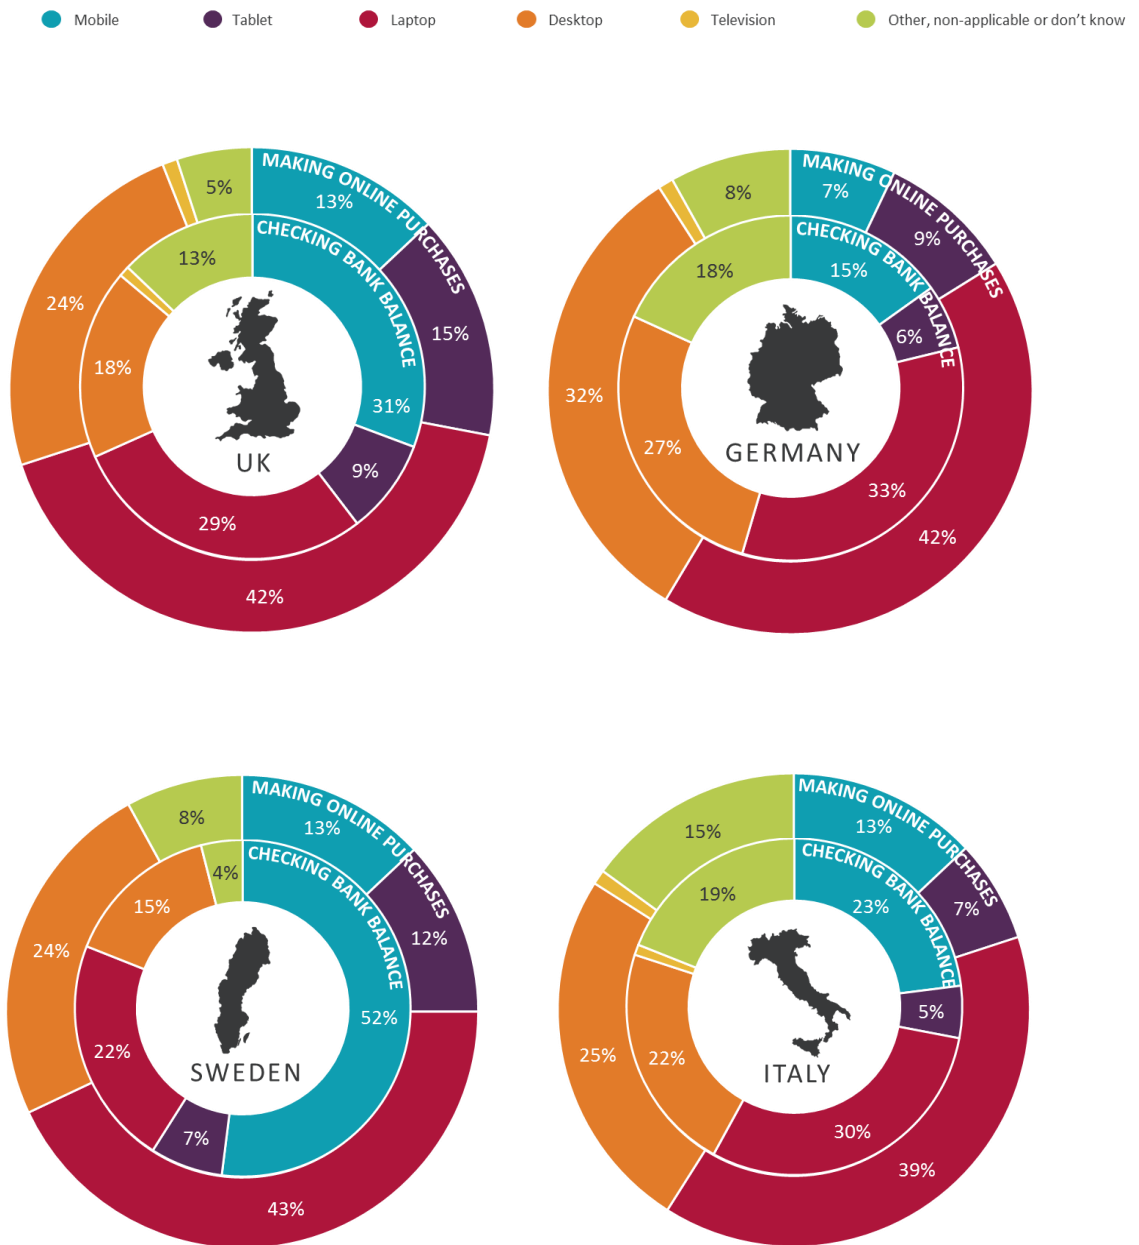 Mobile
Tablet
Laptop
Desktop
Television
Other, non-applicable or don't know
MAKING ONLINE PURCHASES
13%
15%
42%
24%
5%
CHECKING BANK BALANCE
31%
9%
29%
18%
13%
UK
MAKING ONLINE PURCHASES
7%
9%
42%
32%
8%
CHECKING BANK BALANCE
15%
6%
33%
27%
18%
GERMANY
MAKING ONLINE PURCHASES
13%
12%
43%
24%
8%
CHECKING BANK BALANCE
52%
7%
22%
15%
4%
SWEDEN
MAKING ONLINE PURCHASES
13%
7%
39%
25%
15%
CHECKING BANK BALANCE
23%
5%
30%
22%
19%
ITALY